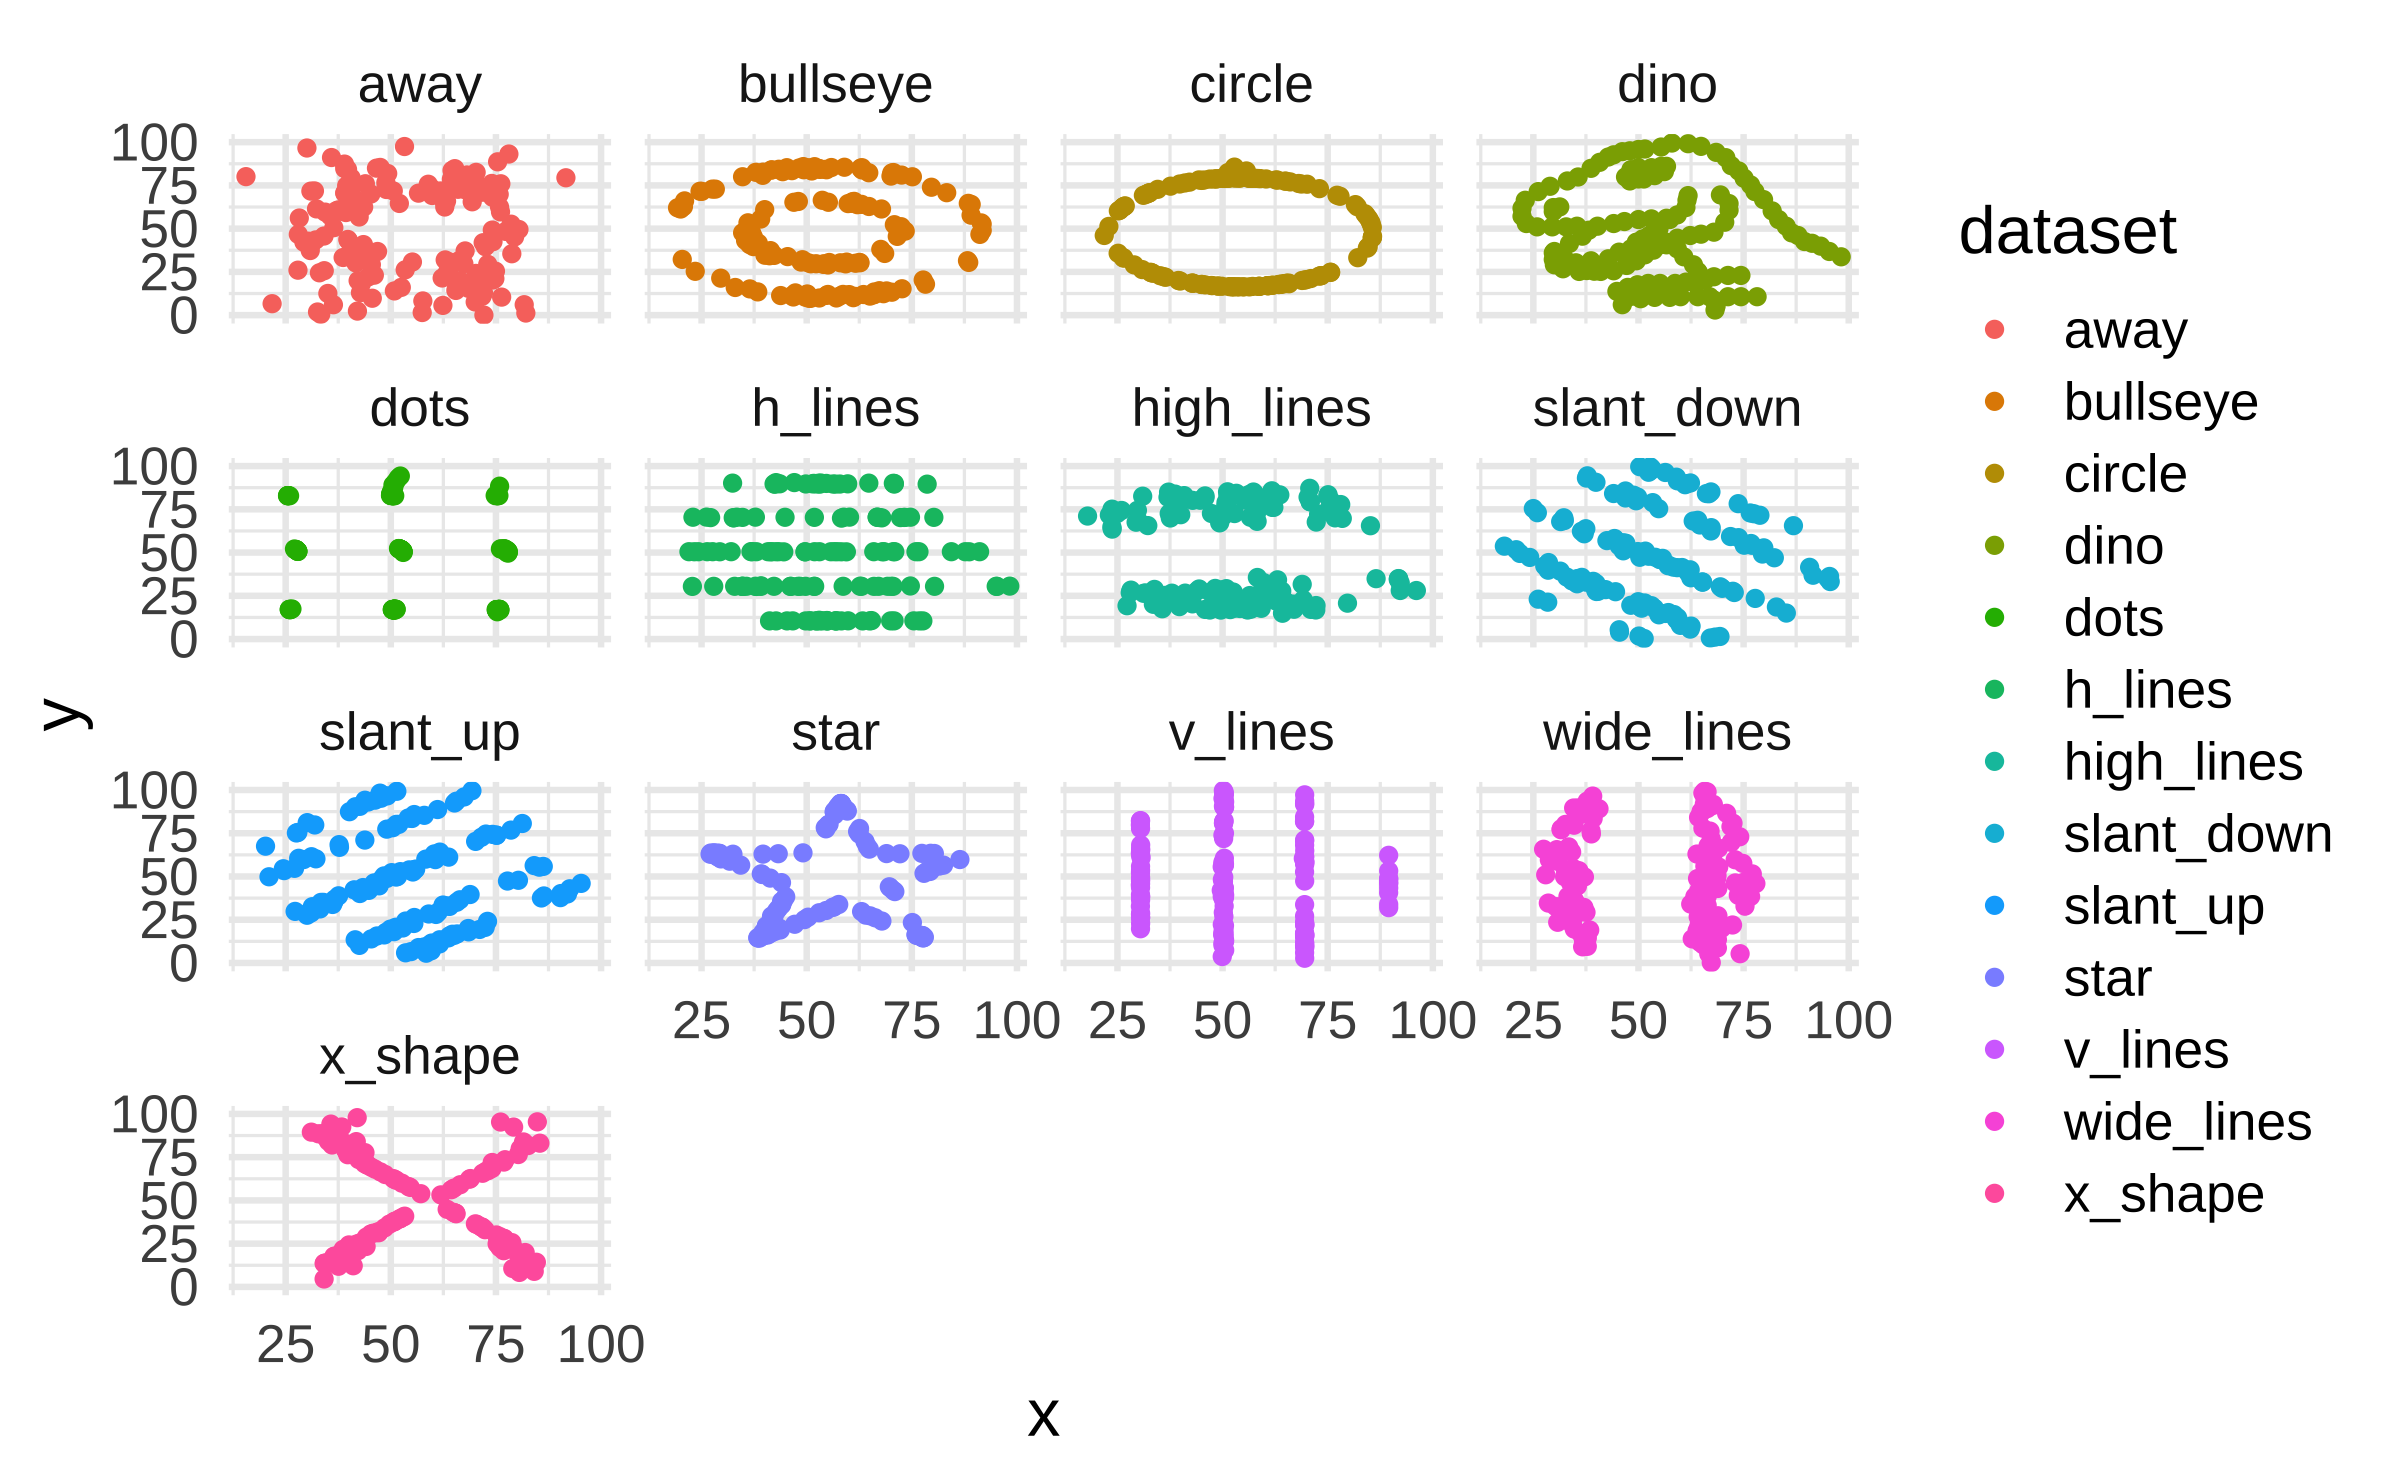 away bullseye circle dino
100
75
50
25
0
dots h_lines high_lines slant_down
100
75
50
25
0
slant_up star v_lines wide_lines
100
75
50
25
0
25 50 75 100 25 50 75 100 25 50 75 100
x_shape
100
75
50
25
0
25 50 75 100
x
y
dataset
away
bullseye
circle
dino
dots
h_lines
high_lines
slant_down
slant_up
star
v_lines
wide_lines
x_shape